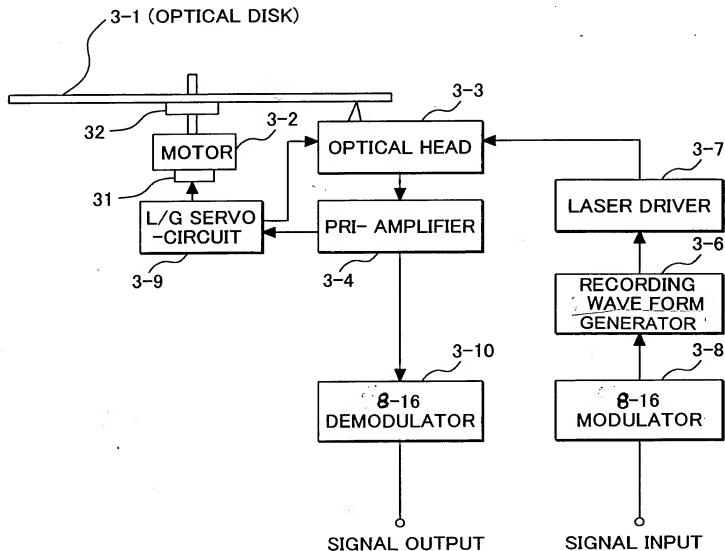 3-1 (OPTICAL DISK)
32
3-2
MOTOR
31
L/G SERVO
-CIRCUIT
3-9
3-3
OPTICAL HEAD
PRI- AMPLIFIER
3-4
3-7
LASER DRIVER
3-6
RECORDING
WAVE FORM
GENERATOR
3-8
8-16
MODULATOR
3-10
8-16
DEMODULATOR
SIGNAL OUTPUT
SIGNAL INPUT